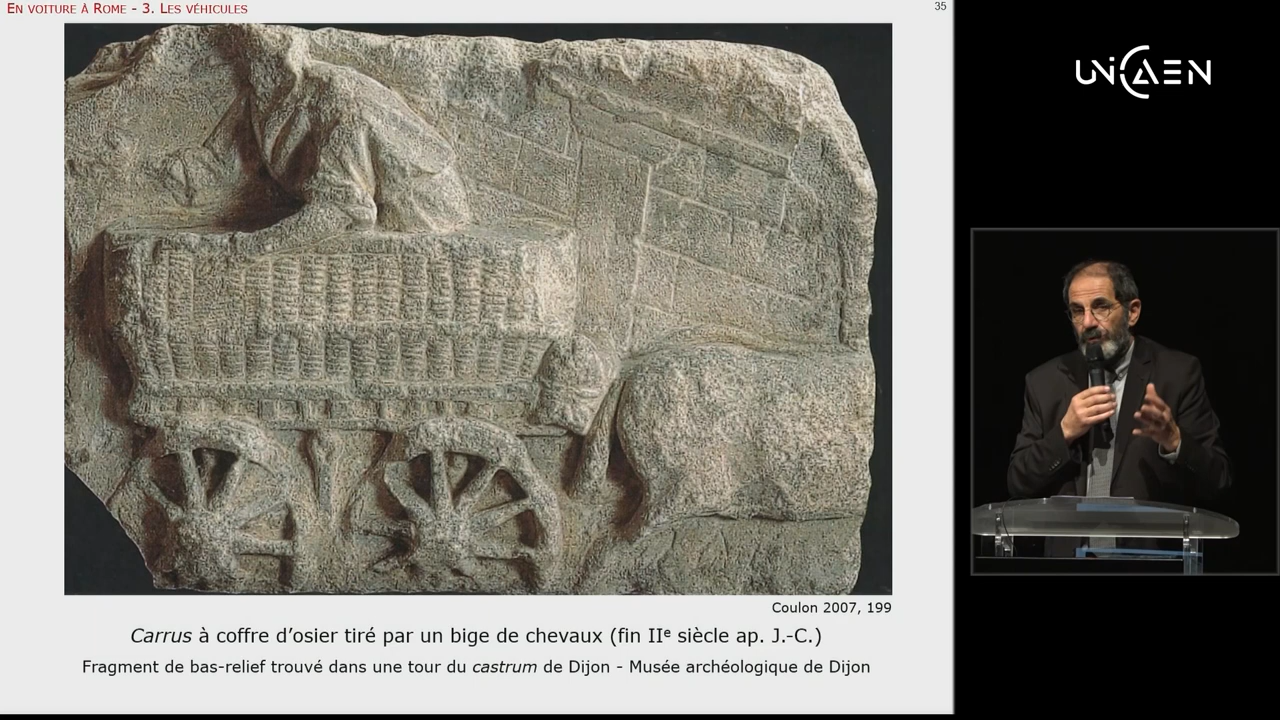 En voiture à Rome - 3. Les véhicules
35
UNICAEN
Coulon 2007, 199
Carrus à coffre d'osier tiré par un bige de chevaux (fin IIe siècle ap. J.-C.)
Fragment de bas-relief trouvé dans une tour du castrum de Dijon - Musée archéologique de Dijon